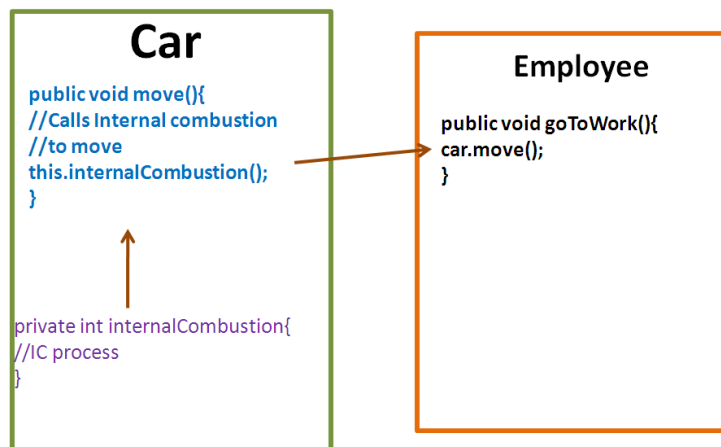 Car
public void move(){
//Calls Internal combustion
//to move
this.internalCombustion();
}
private int internalCombustion{
//IC process
}
Employee
public void goToWork(){
car.move();
}